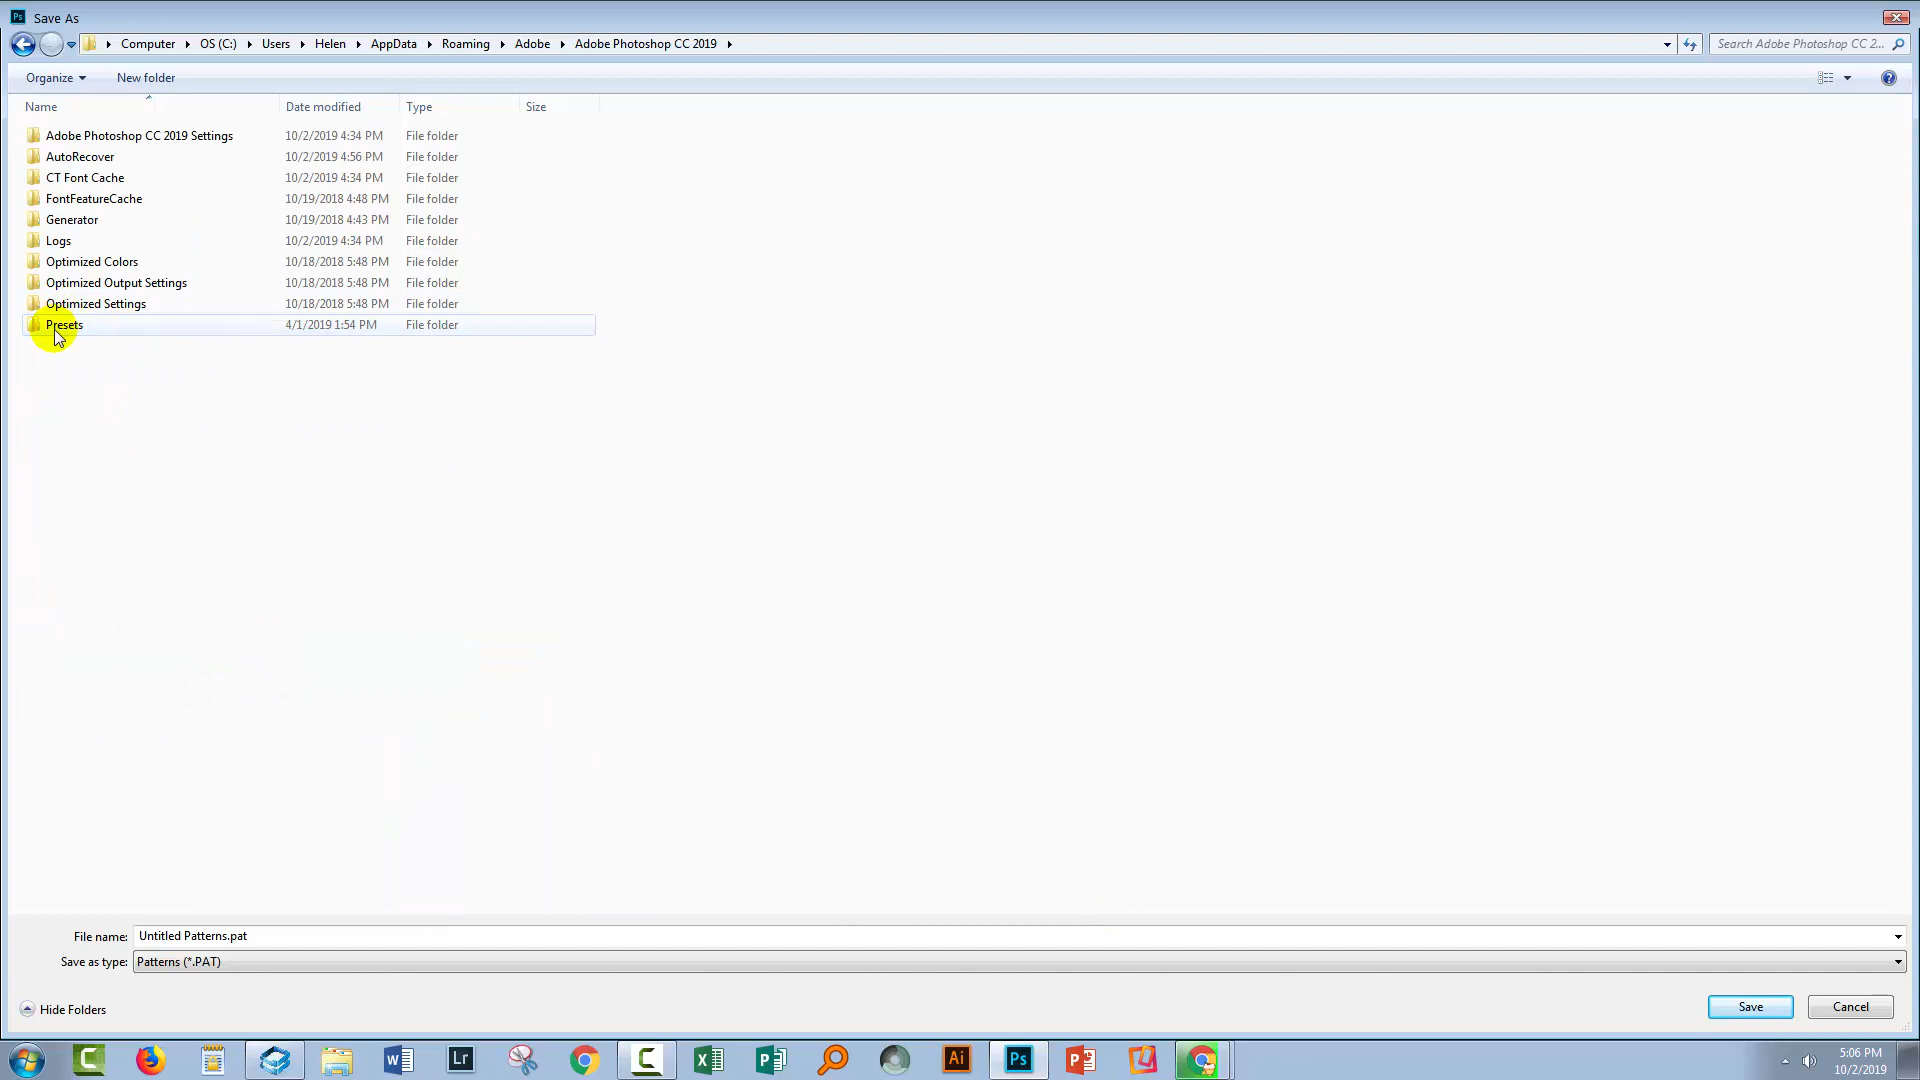 Ps Save As
Computer OS (C:) Users Helen AppData Roaming Adobe Adobe Photoshop CC 2019 Search Adobe Photoshop CC 2...
Organize New folder
Name Date modified Type Size
Adobe Photoshop CC 2019 Settings 10/2/2019 4:34 PM File folder
AutoRecover 10/2/2019 4:56 PM File folder
CT Font Cache 10/2/2019 4:34 PM File folder
FontFeatureCache 10/19/2018 4:48 PM File folder
Generator 10/19/2018 4:43 PM File folder
Logs 10/2/2019 4:34 PM File folder
Optimized Colors 10/18/2018 5:48 PM File folder
Optimized Output Settings 10/18/2018 5:48 PM File folder
Optimized Settings 10/18/2018 5:48 PM File folder
Presets 4/1/2019 1:54 PM File folder
File name: Untitled Patterns.pat
Save as type: Patterns (*.PAT)
Hide Folders Save Cancel
Lr Ai Ps 5:06 PM
10/2/2019